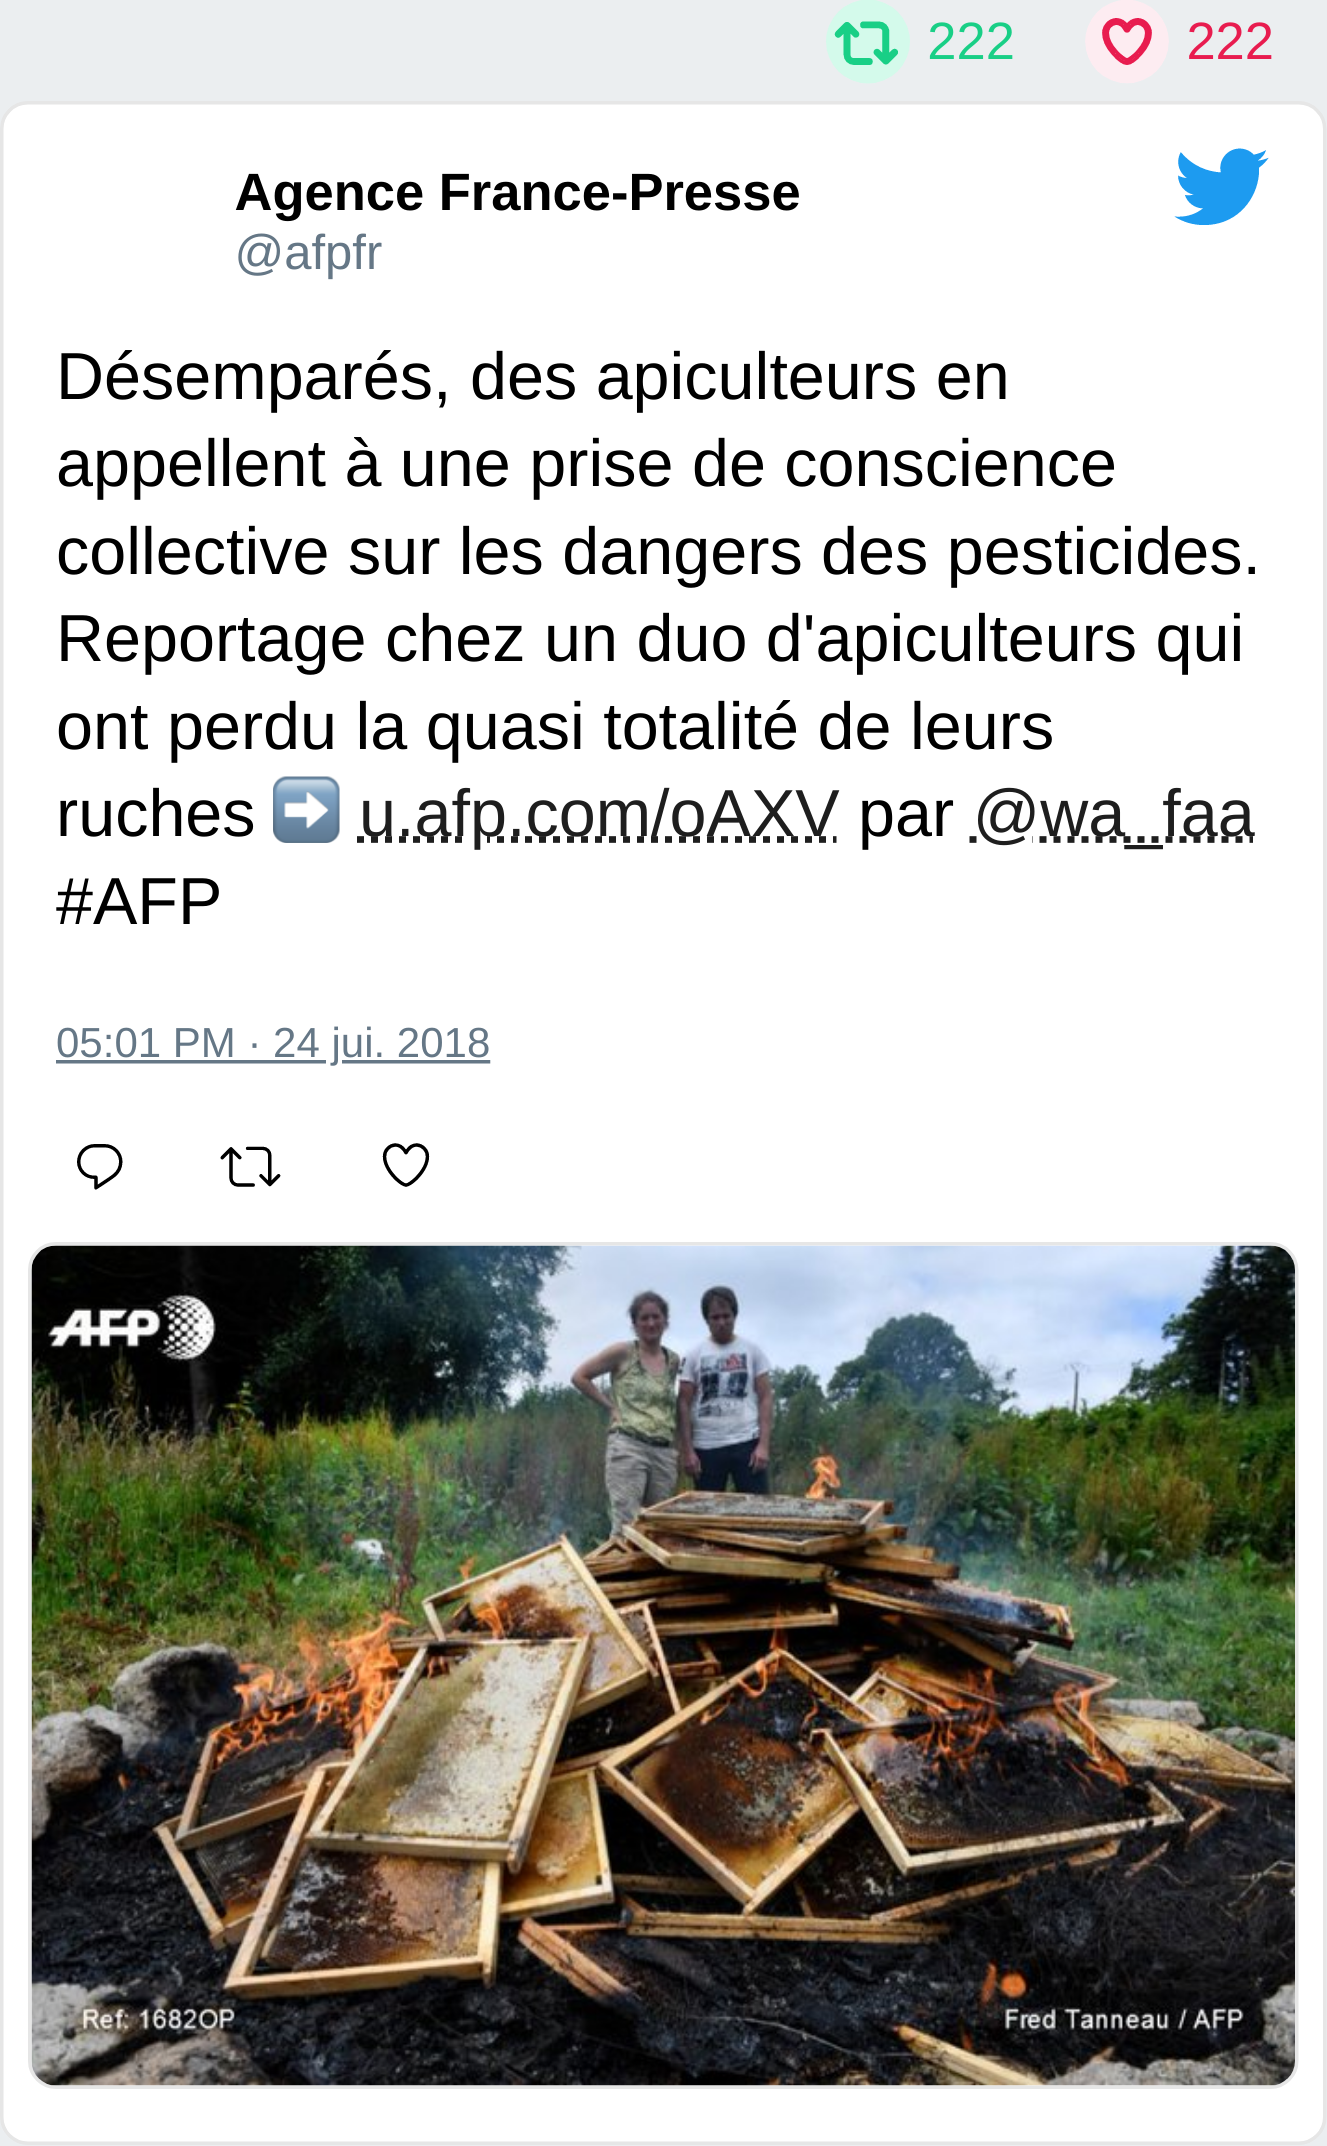 222 222
Agence France-Presse
@afpfr
Désemparés, des apiculteurs en
appellent à une prise de conscience
collective sur les dangers des pesticides.
Reportage chez un duo d'apiculteurs qui
ont perdu la quasi totalité de leurs
ruches ➡️ u.afp.com/oAXV par @wa_faa
#AFP
05:01 PM · 24 jui. 2018
AFP
Ref: 1682OP
Fred Tanneau / AFP